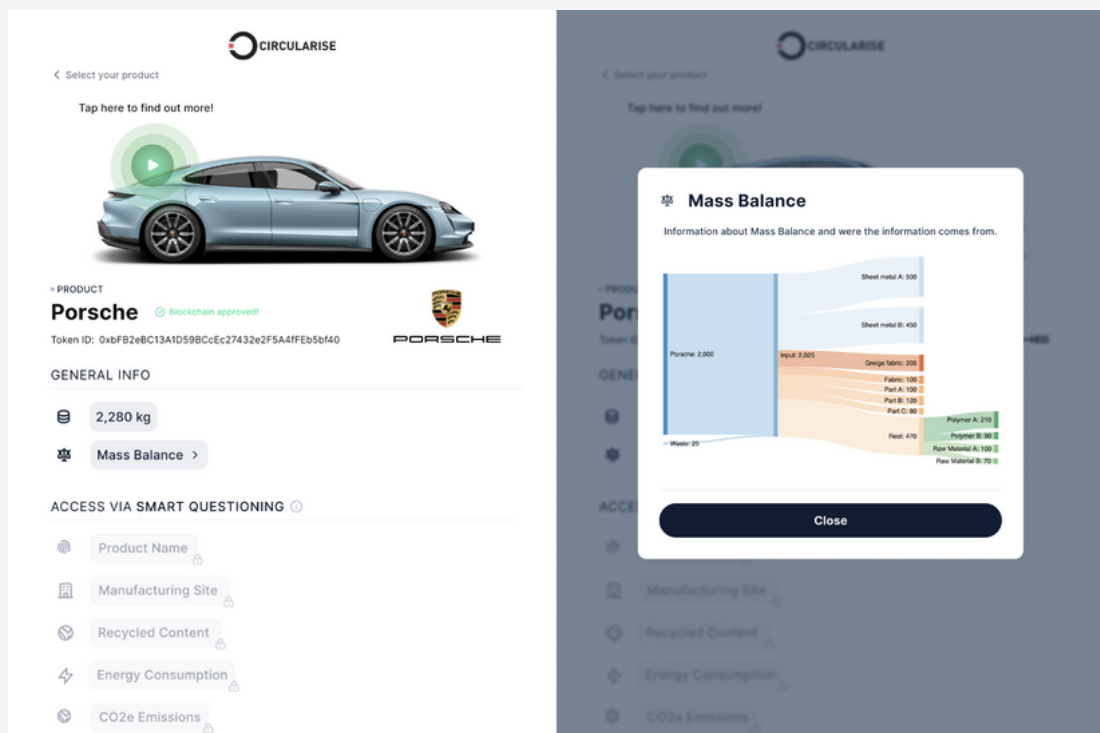 CIRCULARISE
Select your product
Tap here to find out more!
PRODUCT
Porsche
Blockchain approved!
Token ID: 0xbFB2eBC13A1D59BCcEc27432e2F5A4fFEb5bf40
PORSCHE
GENERAL INFO
2,280 kg
Mass Balance
ACCESS VIA SMART QUESTIONING
Product Name
Manufacturing Site
Recycled Content
Energy Consumption
CO2e Emissions
CIRCULARISE
Select your product
Tap here to find out more!
Mass Balance
Information about Mass Balance and were the information comes from.
Sheet metal A: 500
Sheet metal B: 450
Porsche: 2,000
Input: 2,025
Greige fabric: 205
Fabric: 100
Part A: 100
Part B: 120
Part C: 80
Rest: 470
Waste: 25
Polymer A: 210
Polymer B: 90
Raw Material A: 100
Raw Material B: 70
Close
Manufacturing Site
Recycled Content
Energy Consumption
CO2e Emissions